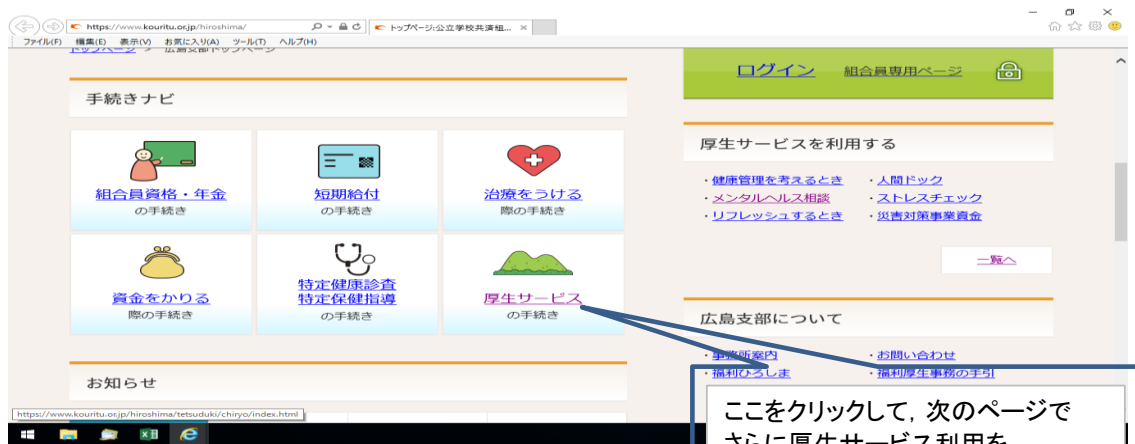 https://www.kouritu.or.jp/hiroshima/
トップページ:公立学校共済組...
ファイル(F) 編集(E) 表示(V) お気に入り(A) ツール(T) ヘルプ(H)
トップページ > 広島支部トップページ
ログイン 組合員専用ページ
手続きナビ
組合員資格・年金
の手続き
短期給付
の手続き
治療をうける
際の手続き
資金をかりる
際の手続き
特定健康診査
特定保健指導
の手続き
厚生サービス
の手続き
お知らせ
厚生サービスを利用する
・健康管理を考えるとき ・人間ドック
・メンタルヘルス相談 ・ストレスチェック
・リフレッシュするとき ・災害対策事業資金
一覧へ
広島支部について
・事務所案内 ・お問い合わせ
・福利ひろしま ・福利厚生事務の手引
ここをクリックして，次のページで
さらに厚生サービス利用を
https://www.kouritu.or.jp/hiroshima/tetsuduki/chiryo/index.html